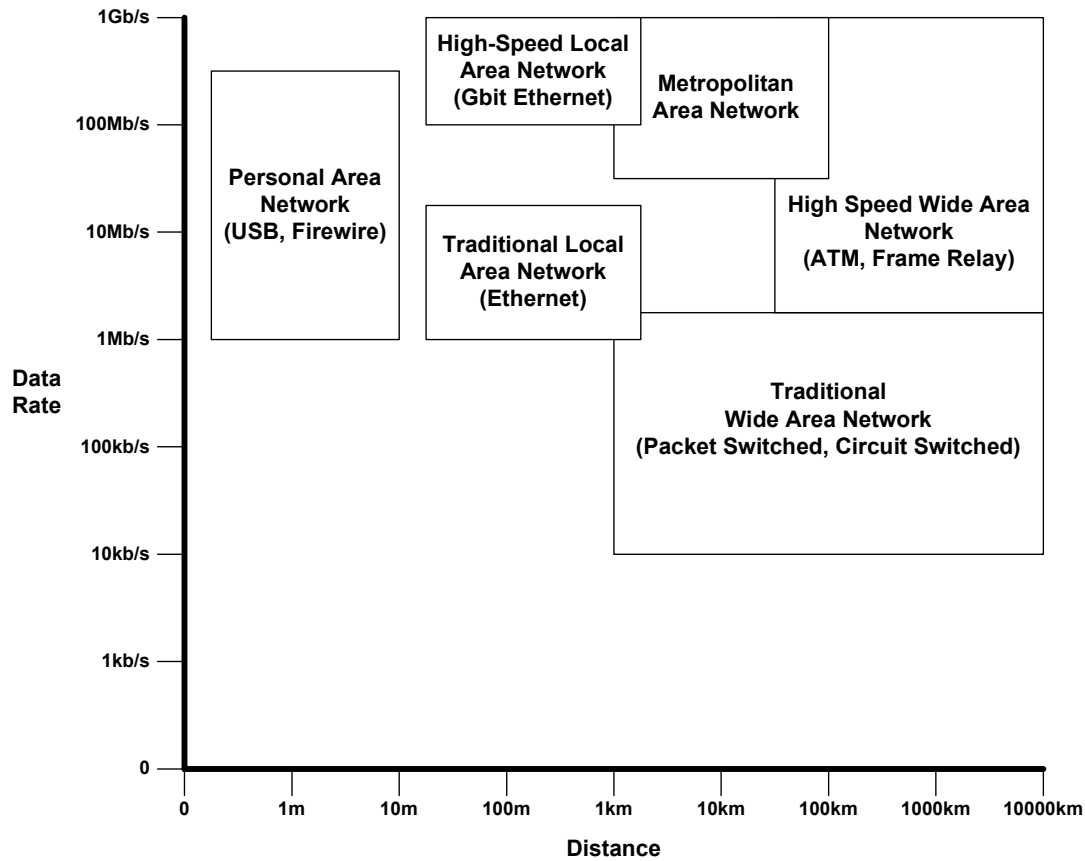 1Gb/s
High-Speed Local
Area Network
(Gbit Ethernet)
Metropolitan
Area Network
100Mb/s
Personal Area
Network
(USB, Firewire)
High Speed Wide Area
Network
(ATM, Frame Relay)
10Mb/s
Traditional Local
Area Network
(Ethernet)
1Mb/s
Data
Rate
Traditional
Wide Area Network
(Packet Switched, Circuit Switched)
100kb/s
10kb/s
1kb/s
0
0 1m 10m 100m 1km 10km 100km 1000km 10000km
Distance